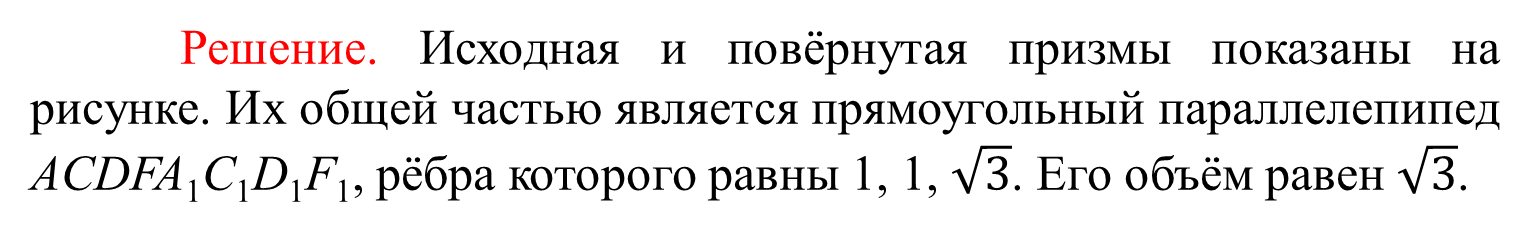 Решение. Исходная и повёрнутая призмы показаны на
рисунке. Их общей частью является прямоугольный параллелепипед
ACDFA₁C₁D₁F₁, рёбра которого равны 1, 1, √3. Его объём равен √3.